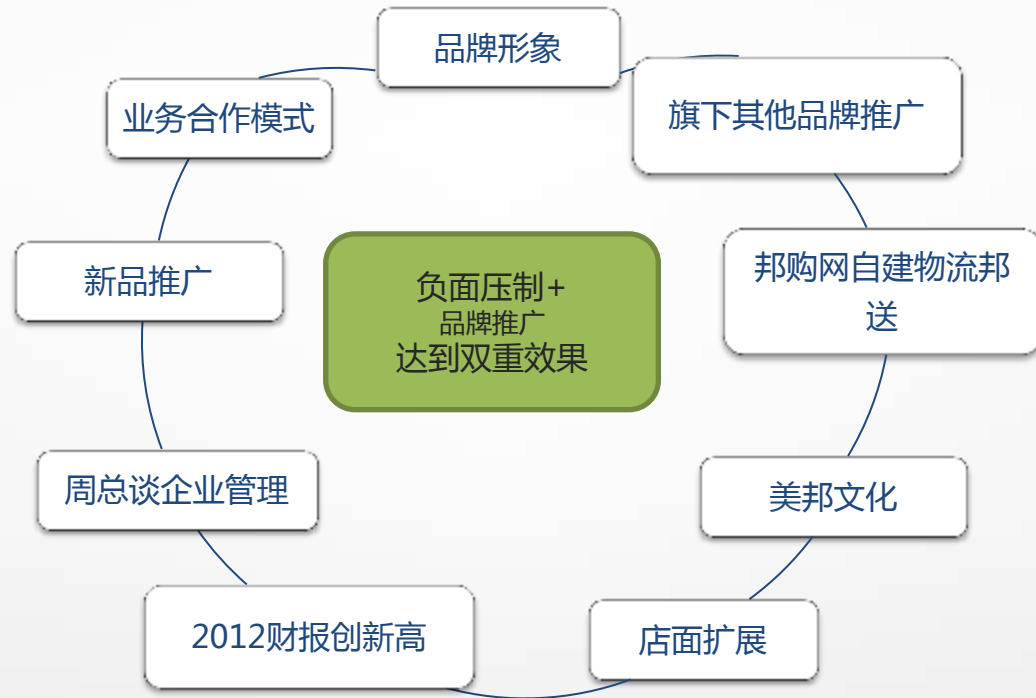 品牌形象
旗下其他品牌推广
邦购网自建物流邦
送
美邦文化
店面扩展
2012财报创新高
周总谈企业管理
新品推广
业务合作模式
负面压制+
品牌推广
达到双重效果